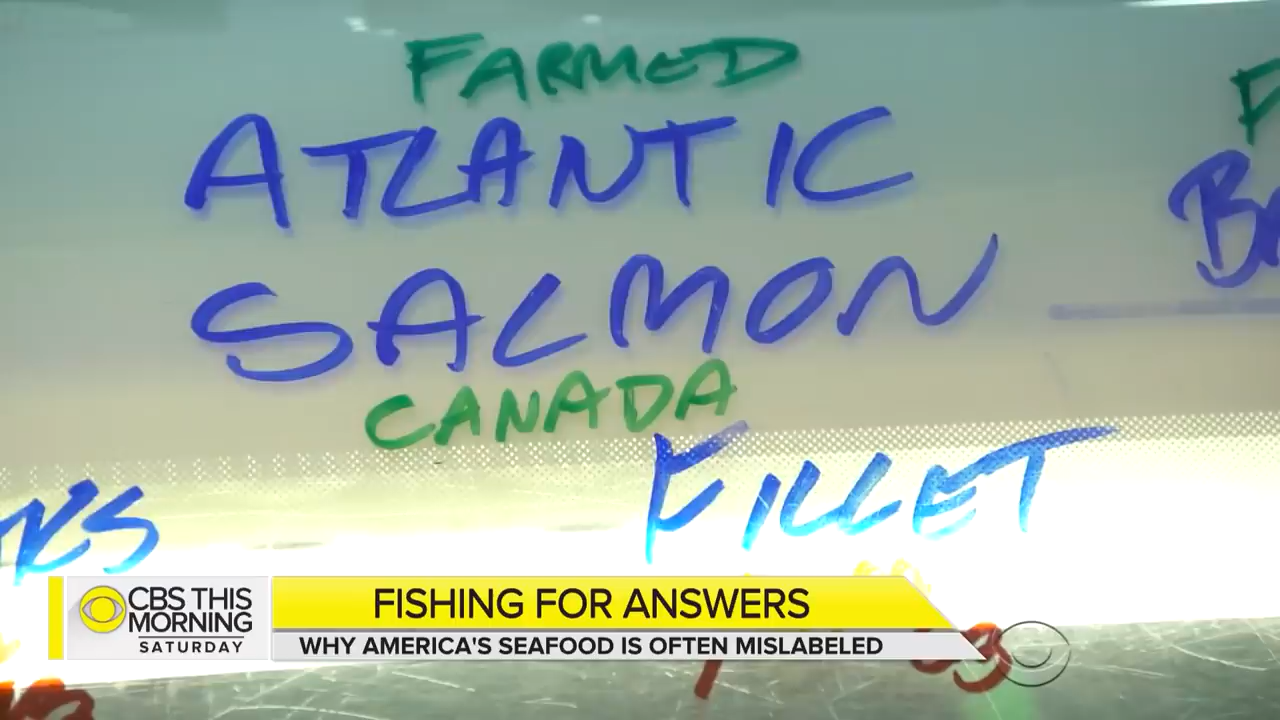 FARMED
ATLANTIC
SALMON
CANADA
FILLET
CBS THIS
MORNING
SATURDAY
FISHING FOR ANSWERS
WHY AMERICA'S SEAFOOD IS OFTEN MISLABELED